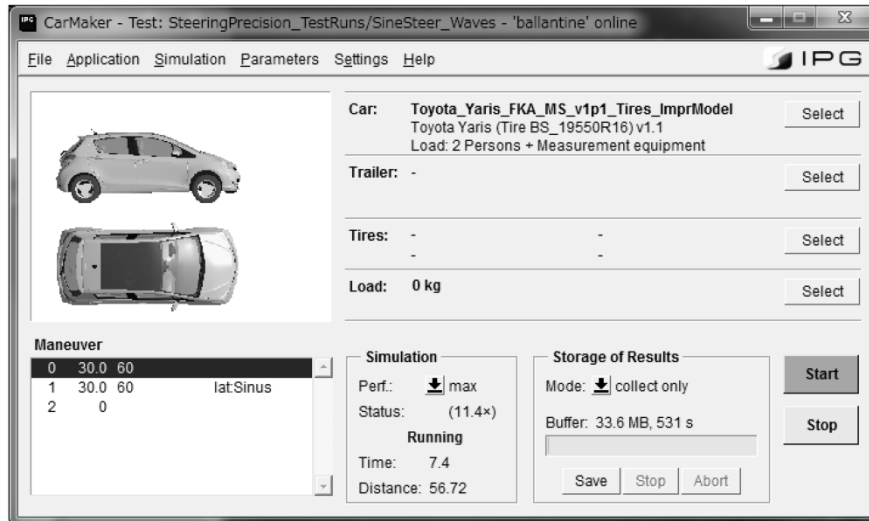 CarMaker - Test: SteeringPrecision_TestRuns/SineSteer_Waves - 'ballantine' online
File Application Simulation Parameters Settings Help
IPG
Car: Toyota_Yaris_FKA_MS_v1p1_Tires_ImprModel Select
Toyota Yaris (Tire BS_19550R16) v1.1
Load: 2 Persons + Measurement equipment
Trailer: - Select
Tires: - - Select
- -
Load: 0 kg Select
Maneuver
0 30.0 60
1 30.0 60 lat:Sinus
2 0
Simulation
Perf.: max
Status: (11.4×)
Running
Time: 7.4
Distance: 56.72
Storage of Results
Mode: collect only
Buffer: 33.6 MB, 531 s
Save Stop Abort
Start
Stop